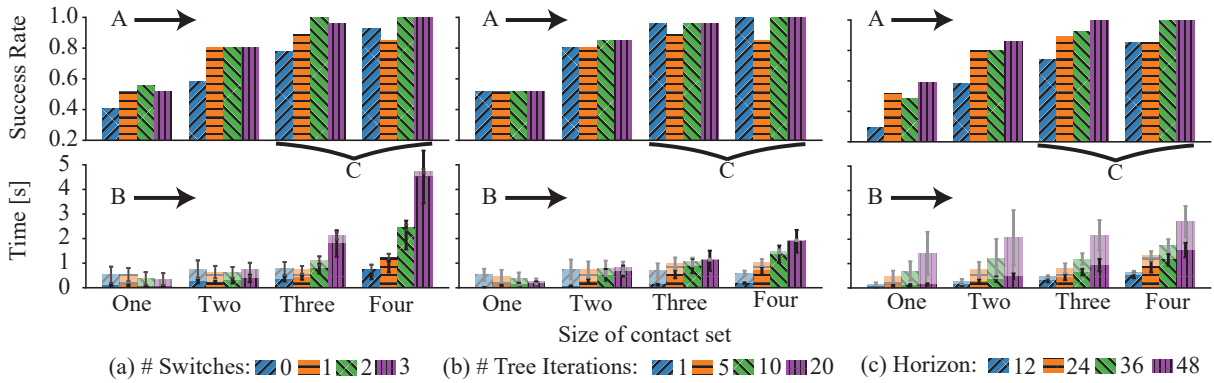 A A A
Success Rate
1.0
0.8
0.6
0.4
0.2
C C C
B B B
Time [s]
5
4
3
2
1
0
One Two Three Four One Two Three Four One Two Three Four
Size of contact set
(a) # Switches: 0 1 2 3 (b) # Tree Iterations: 1 5 10 20 (c) Horizon: 12 24 36 48